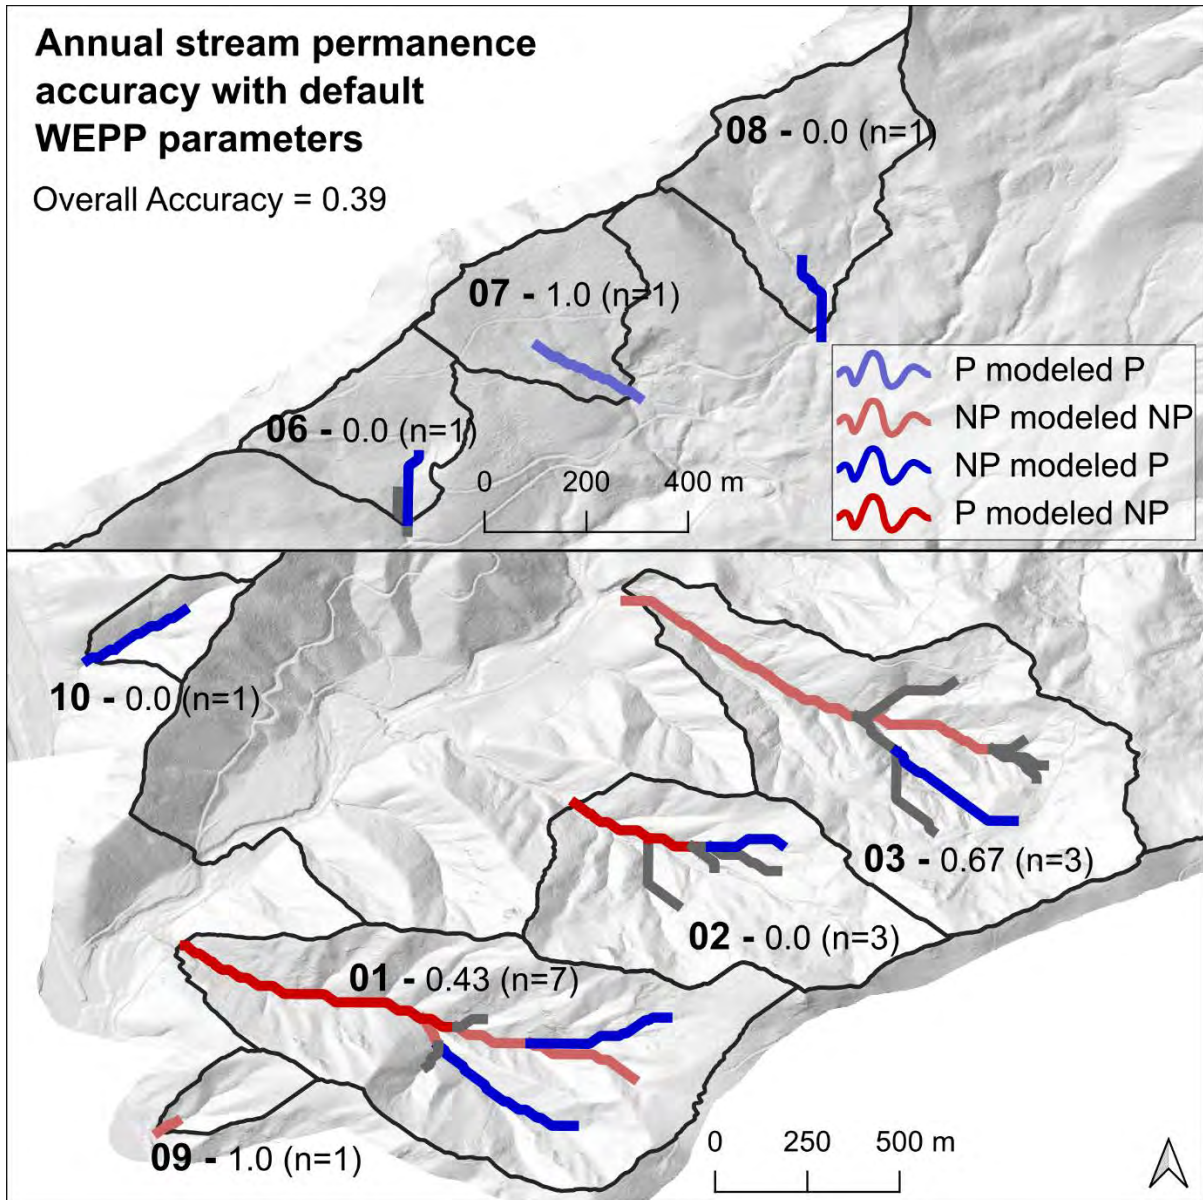 Annual stream permanence
accuracy with default
WEPP parameters
Overall Accuracy = 0.39
08 - 0.0 (n=1)
07 - 1.0 (n=1)
06 - 0.0 (n=1)
0 200 400 m
P modeled P
NP modeled NP
NP modeled P
P modeled NP
10 - 0.0 (n=1)
03 - 0.67 (n=3)
02 - 0.0 (n=3)
01 - 0.43 (n=7)
09 - 1.0 (n=1)
0 250 500 m